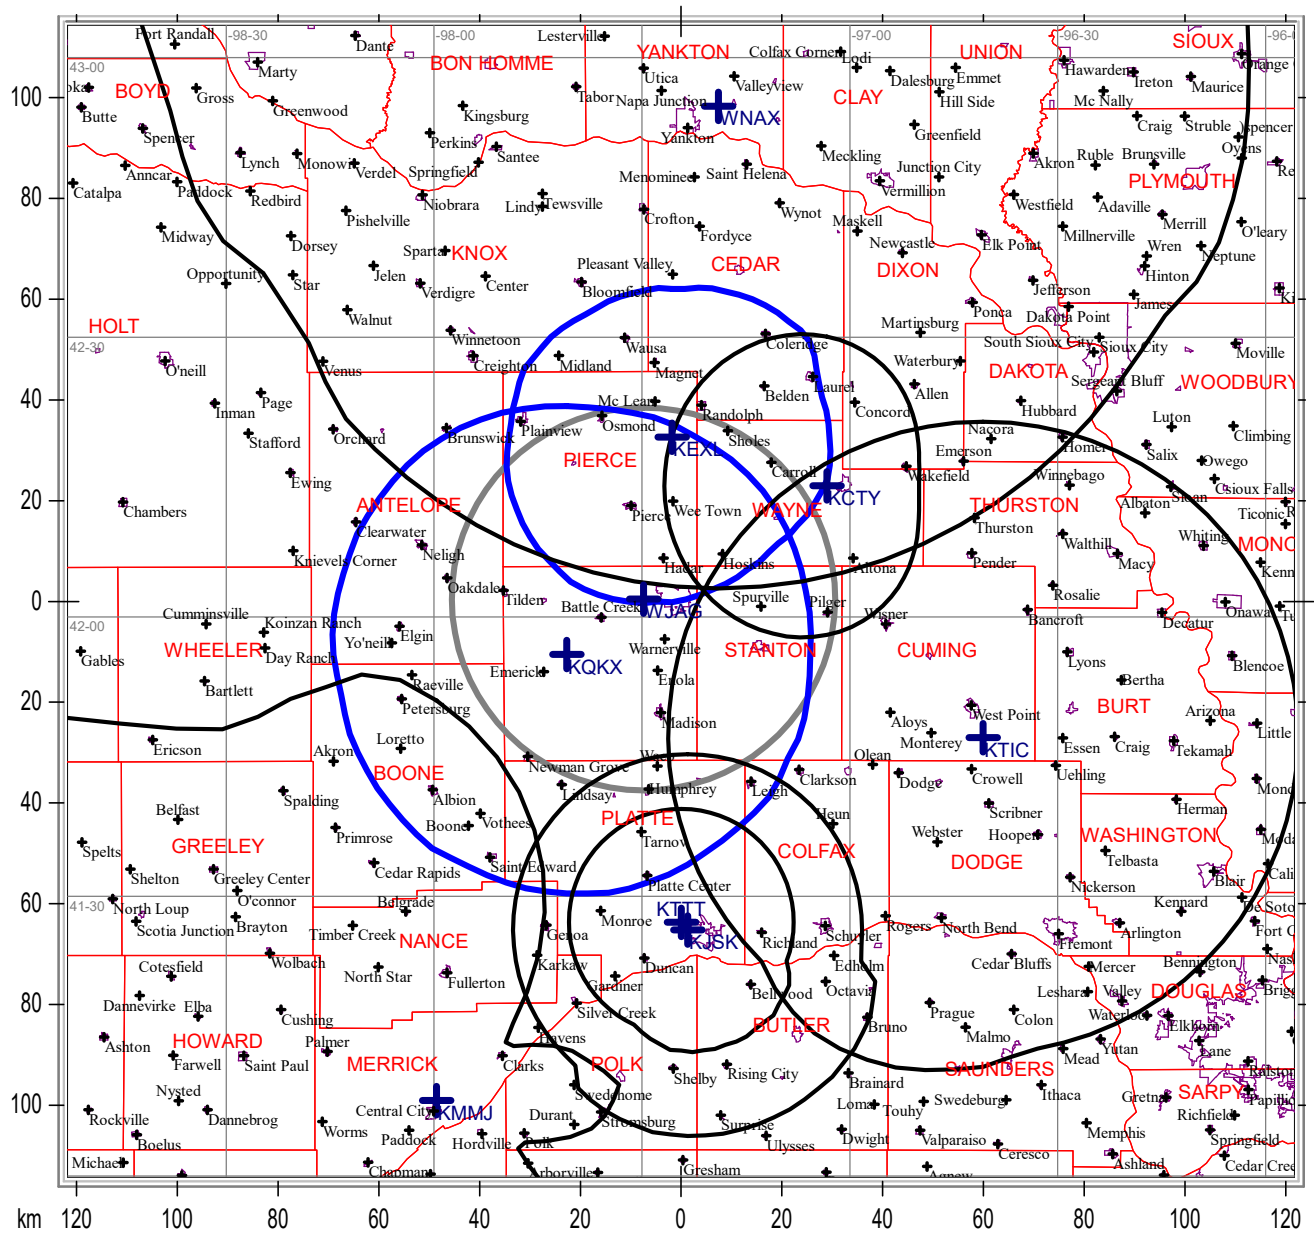 Port Randall
-98-30
Dante
-98-00
Lesterville
YANKTON
Colfax Corner
Lodi
-97-00
UNION
-96-30
SIOUX
-96-0
Orange
43-00
Marty
BON HOMME
Utica
Valleyview
Dalesburg
Emmet
Hawarden
Ireton
Maurice
100
BOYD
Gross
Greenwood
Tabor
Napa Junction
CLAY
Hill Side
Mc Nally
Butte
Spencer
Kingsburg
WNAX
Yankton
Greenfield
Craig
Struble
Perkins
Lynch
Monowi
Verdel
Springfield
Santee
Meckling
Akron
Ruble
Brunsville
Oyens
Anncar
Paddock
Catalpa
Redbird
Menominee
Saint Helena
Junction City
Vermillion
PLYMOUTH
80
Niobrara
Lindy
Tewsville
Crofton
Wynot
Maskell
Westfield
Adaville
Merrill
Midway
Pishelville
Fordyce
Newcastle
Elk Point
Millnerville
O'leary
Dorsey
Sparta
KNOX
Pleasant Valley
CEDAR
DIXON
Wren
Neptune
Opportunity
Star
Jelen
Verdigre
Center
Bloomfield
Jefferson
Hinton
60
Walnut
Ponca
James
HOLT
Winnetoon
Wausa
Coleridge
Martinsburg
Dakota Point
42-30
O'neill
Venus
Creighton
Midland
Magnet
Waterbury
South Sioux City
Sioux City
Moville
Belden
Laurel
Allen
DAKOTA
Sergeant Bluff
WOODBURY
40
Inman
Page
Mc Lean
Randolph
Concord
Hubbard
Luton
Stafford
Orchard
Brunswick
Plainview
Osmond
Sholes
Nacora
Homer
Climbing
KEXL
Emerson
Salix
PIERCE
Carroll
Wakefield
Winnebago
Owego
Ewing
KCTY
Sloan
Csioux Falls
20
Chambers
ANTELOPE
Pierce
Wee Town
WAYNE
THURSTON
Albaton
Ticonic
Clearwater
Thurston
Walthill
Whiting
Knievels Corner
Neligh
Hadar
Hoskins
Altona
Pender
Macy
MONO
Kenn
Oakdale
Tilden
Rosalie
0
Cumminsville
Battle Creek
WJAG
Spurville
Pilger
Wisner
Bancroft
Decatur
Onawa
42-00
Koinzan Ranch
Elgin
WHEELER
Day Ranch
Yo'neill
Warnerville
STANTON
CUMING
Gables
KQKX
Lyons
Blencoe
Bartlett
Raeville
Emerick
Enola
Bertha
20
Petersburg
Madison
Aloys
West Point
BURT
Arizona
Ericson
Akron
Loretto
Monterey
KTIC
Essen
Craig
Tekamah
Little
BOONE
Newman Grove
West
Olean
Uehling
40
Spalding
Albion
Lindsay
Humphrey
Leigh
Clarkson
Dodge
Crowell
Herman
Mond
Belfast
Primrose
Boone
Vothees
PLATTE
Heun
Scribner
GREELEY
Tarnov
COLFAX
Webster
Hooper
WASHINGTON
Spelts
Cedar Rapids
Saint Edward
DODGE
Telbasta
Shelton
Greeley Center
Platte Center
Nickerson
Blair
60
41-30
North Loup
O'connor
Belgrade
KTTT
Kennard
De Soto
Scotia Junction
Brayton
Timber Creek
Monroe
KJSK
Richland
Schuyler
Rogers
North Bend
Fremont
Arlington
Fort C
Genoa
NANCE
Wolbach
Karkaw
Duncan
Edholm
Cedar Bluffs
Mercer
Bennington
Cotesfield
North Star
Fullerton
Gardiner
Bellwood
Octavia
Leshara
Valley
DOUGLAS
80
Dannevirke
Elba
Cushing
Silver Creek
Prague
Colon
Waterloo
Elkhorn
Ashton
HOWARD
Palmer
Havens
BUTLER
Bruno
Malmo
Mead
Yutan
Lane
Farwell
Saint Paul
MERRICK
Clarks
POLK
Shelby
Rising City
Brainard
SAUNDERS
Ralston
Nysted
Swedehome
Ithaca
Gretna
SARPY
100
Rockville
Dannebrog
Central City
KMMJ
Durant
Stromsburg
Surprise
Loma
Touhy
Swedeburg
Richfield
Boelus
Worms
Paddock
Hordville
Polk
Ulysses
Dwight
Valparaiso
Memphis
Springfield
Michael
Chapman
Gresham
Ceresco
Ashland
Cedar Cree
km 120 100 80 60 40 20 0 20 40 60 80 100 120